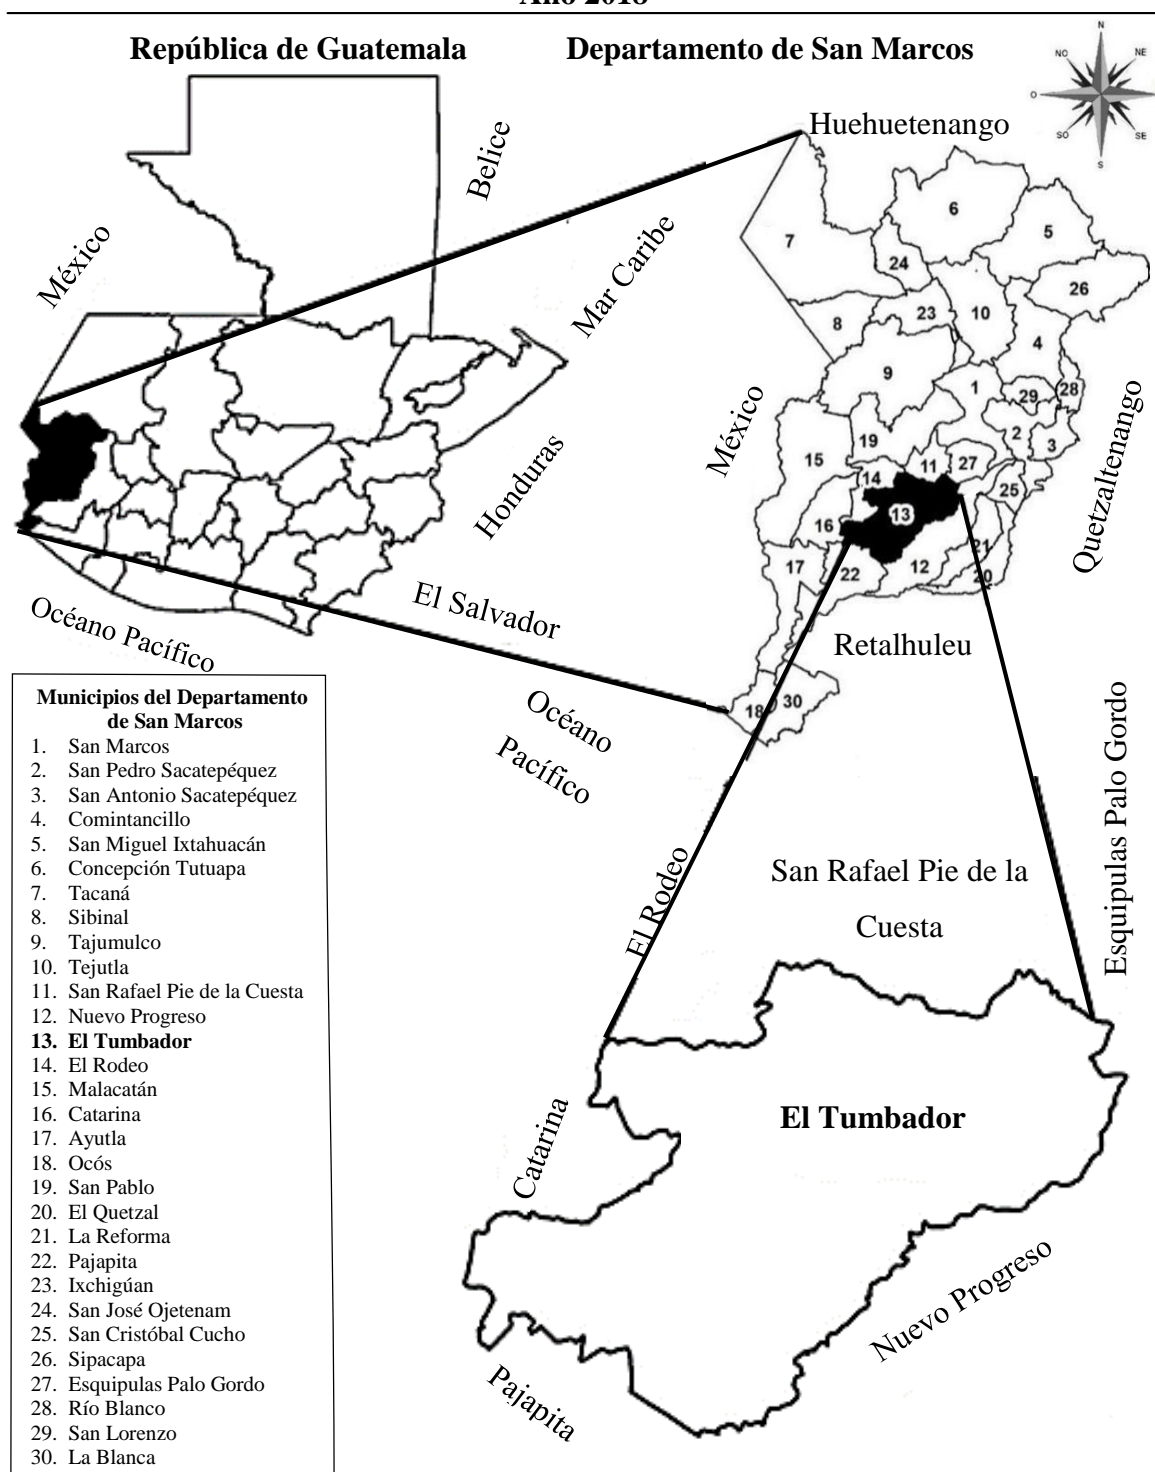 Año 2018
República de Guatemala
Departamento de San Marcos
N
NO
NE
O
SO
SE
S
Huehuetenango
Belice
México
Mar Caribe
Honduras
El Salvador
Océano Pacífico
México
Quetzaltenango
Retalhuleu
Océano
Pacífico
6
5
7
24
26
23
10
8
4
9
1
29
28
2
3
19
15
11
27
14
25
13
16
21
17
22
12
20
18
30
Municipios del Departamento
de San Marcos
1. San Marcos
2. San Pedro Sacatepéquez
3. San Antonio Sacatepéquez
4. Comintancillo
5. San Miguel Ixtahuacán
6. Concepción Tutuapa
7. Tacaná
8. Sibinal
9. Tajumulco
10. Tejutla
11. San Rafael Pie de la Cuesta
12. Nuevo Progreso
13. El Tumbador
14. El Rodeo
15. Malacatán
16. Catarina
17. Ayutla
18. Ocós
19. San Pablo
20. El Quetzal
21. La Reforma
22. Pajapita
23. Ixchigúan
24. San José Ojetenam
25. San Cristóbal Cucho
26. Sipacapa
27. Esquipulas Palo Gordo
28. Río Blanco
29. San Lorenzo
30. La Blanca
El Rodeo
San Rafael Pie de la
Cuesta
Esquipulas Palo Gordo
Catarina
El Tumbador
Nuevo Progreso
Pajapita